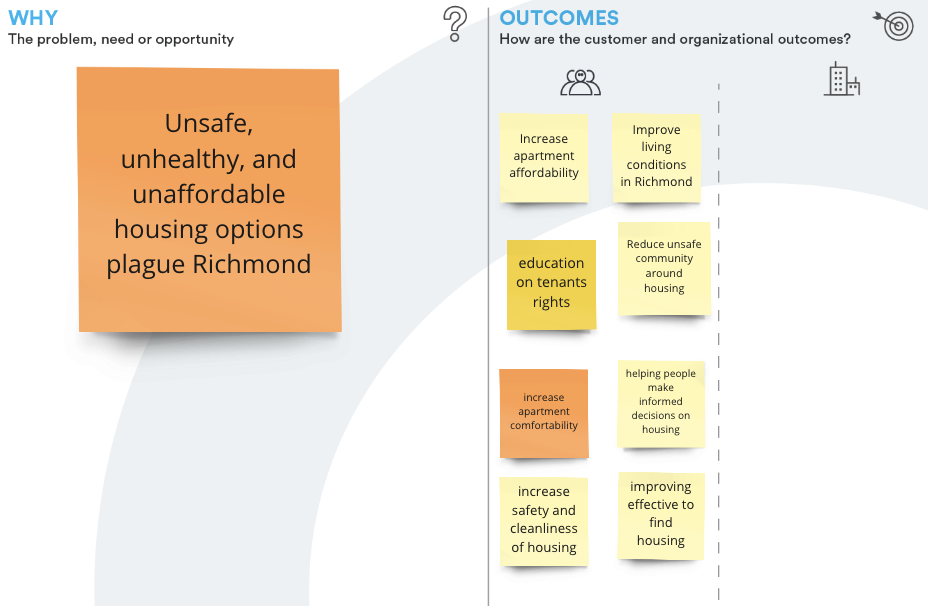 WHY
The problem, need or opportunity
Unsafe,
unhealthy, and
unaffordable
housing options
plague Richmond
OUTCOMES
How are the customer and organizational outcomes?
Increase
apartment
affordability
Improve
living
conditions
in Richmond
education
on tenants
rights
Reduce unsafe
community
around
housing
increase
apartment
comfortability
helping people
make
informed
decisions on
housing
increase
safety and
cleanliness
of housing
improving
effective to
find
housing